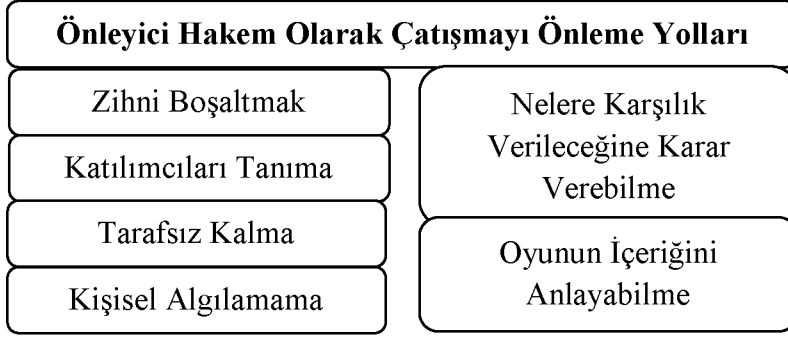 Önleyici Hakem Olarak Çatışmayı Önleme Yolları
Zihni Boşaltmak
Katılımcıları Tanıma
Tarafsız Kalma
Kişisel Algılamama
Nelere Karşılık
Verileceğine Karar
Verebilme
Oyunun İçeriğini
Anlayabilme